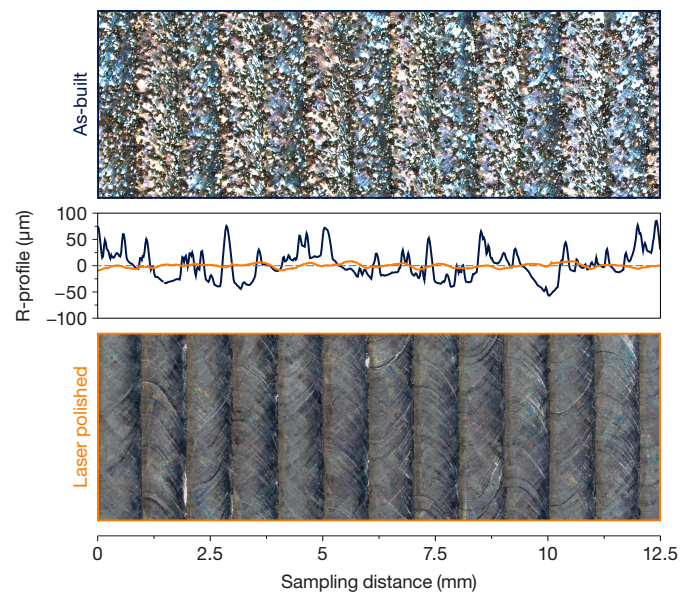 As-built
R-profile (µm)
100
50
0
−50
−100
Laser polished
0
2.5
5
7.5
10
12.5
Sampling distance (mm)